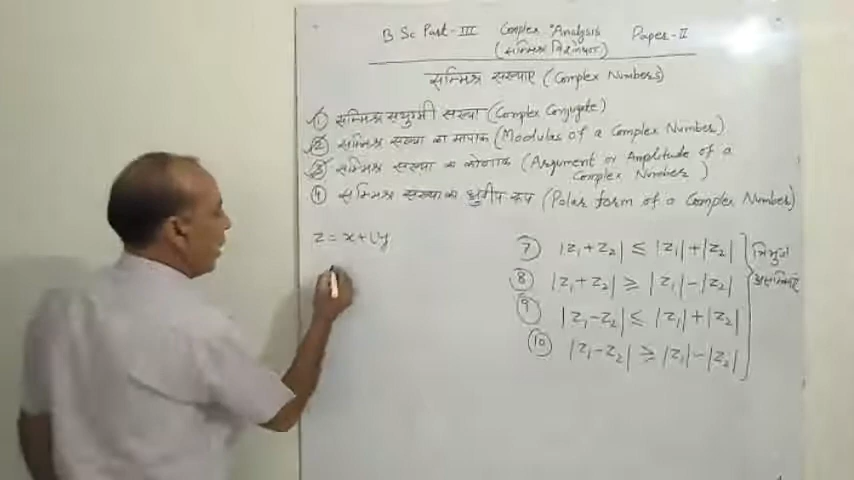 B Sc Part-III Complex Analysis Paper-II
(सम्मिश्र विश्लेषण)
सम्मिश्र संख्याएं (Complex Numbers)
① सम्मिश्र सयुग्मी संख्या (Complex Conjugate)
② सम्मिश्र संख्या का मापांक (Modulas of a Complex Number)
③ सम्मिश्र संख्या का कोणांक (Argument or Amplitude of a
Complex Number)
④ सम्मिश्र संख्या का ध्रुवीय रूप (Polar form of a Complex Number)
z = x + iy
⑦ |z₁+z₂| ≤ |z₁|+|z₂|
⑧ |z₁+z₂| ≥ |z₁|-|z₂|
⑨ |z₁-z₂| ≤ |z₁|+|z₂|
⑩ |z₁-z₂| ≥ |z₁|-|z₂|
त्रिभुज
असमिकाएं